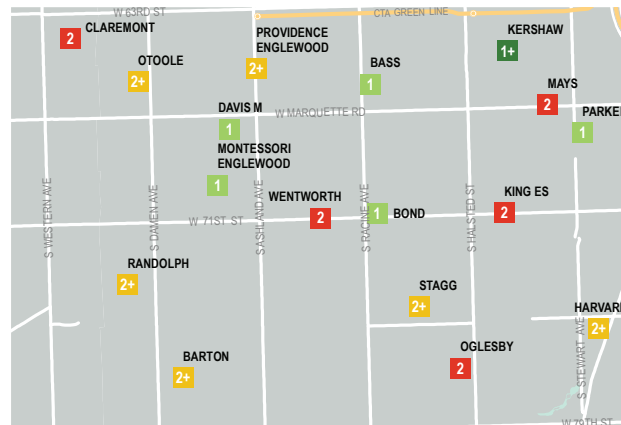 W 63RD ST
CTA GREEN LINE
CLAREMONT
2
PROVIDENCE
ENGLEWOOD
2+
KERSHAW
1+
OTOOLE
2+
BASS
1
MAYS
2
DAVIS M
1
W MARQUETTE RD
PARKE
1
MONTESSORI
ENGLEWOOD
1
WENTWORTH
2
KING ES
2
1
BOND
W 71ST ST
S WESTERN AVE
S DAMEN AVE
S ASHLAND AVE
S RACINE AVE
S HALSTED ST
RANDOLPH
2+
STAGG
2+
HARVAR
2+
BARTON
2+
OGLESBY
2
S STEWART AVE
W 79TH ST